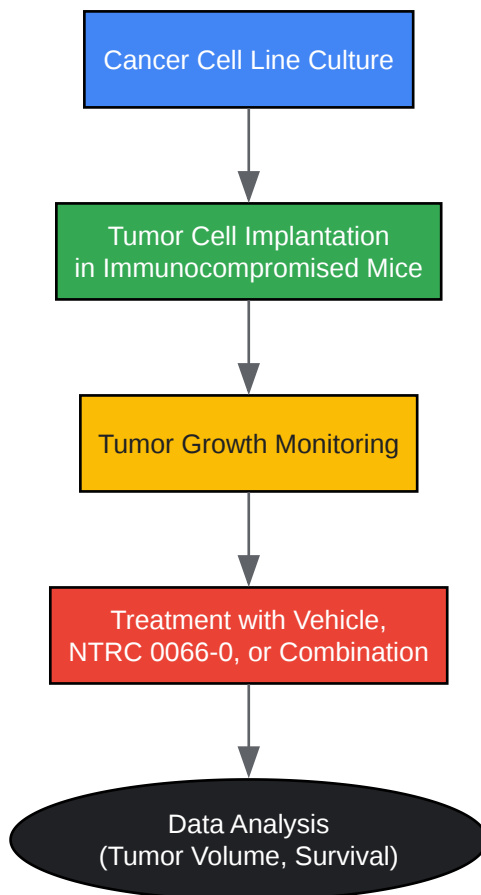 Cancer Cell Line Culture
Tumor Cell Implantation
in Immunocompromised Mice
Tumor Growth Monitoring
Treatment with Vehicle,
NTRC 0066-0, or Combination
Data Analysis
(Tumor Volume, Survival)